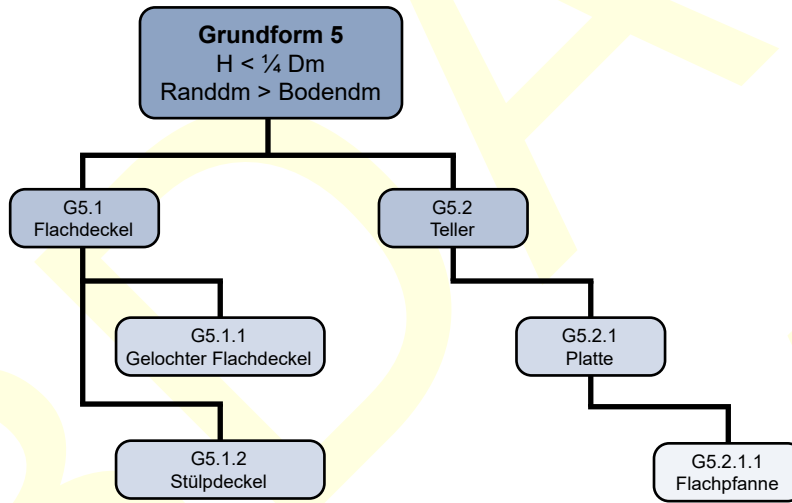 Grundform 5
H < ¼ Dm
Randdm > Bodendm
G5.1
Flachdeckel
G5.2
Teller
G5.1.1
Gelochter Flachdeckel
G5.2.1
Platte
G5.1.2
Stülpdeckel
G5.2.1.1
Flachpfanne